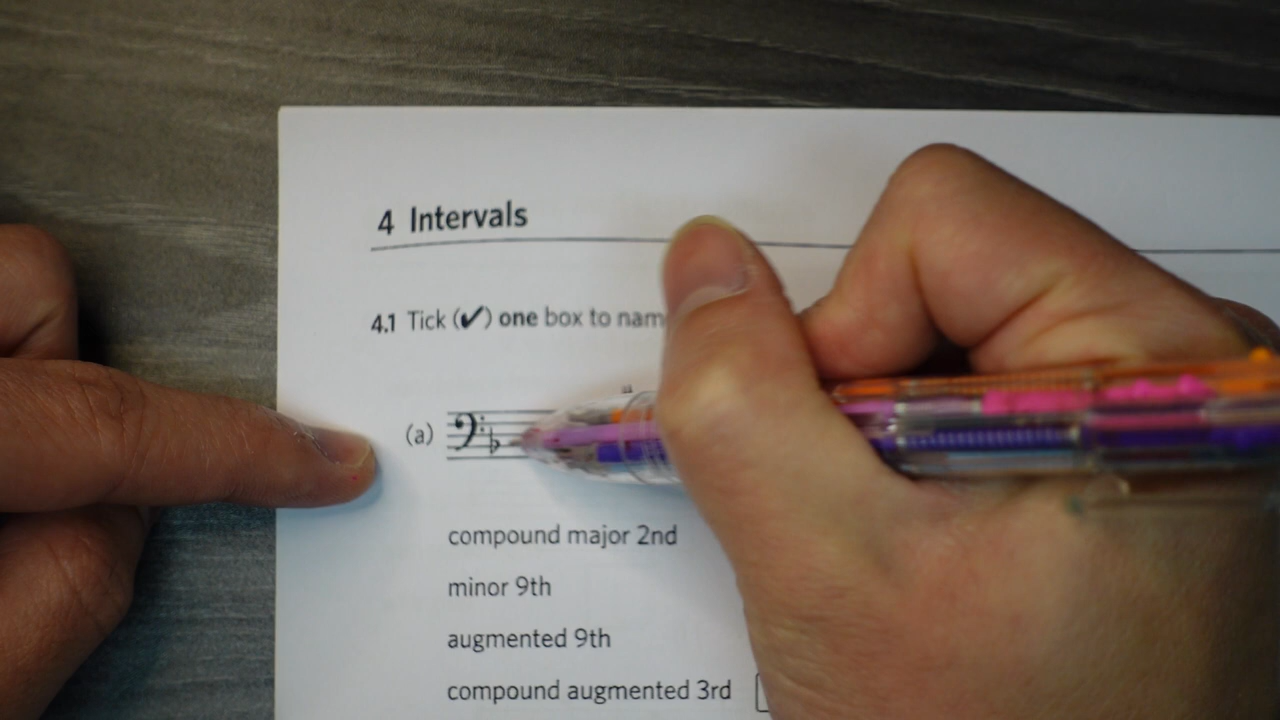 4 Intervals
4.1 Tick (✔) one box to nam
(a)
compound major 2nd
minor 9th
augmented 9th
compound augmented 3rd